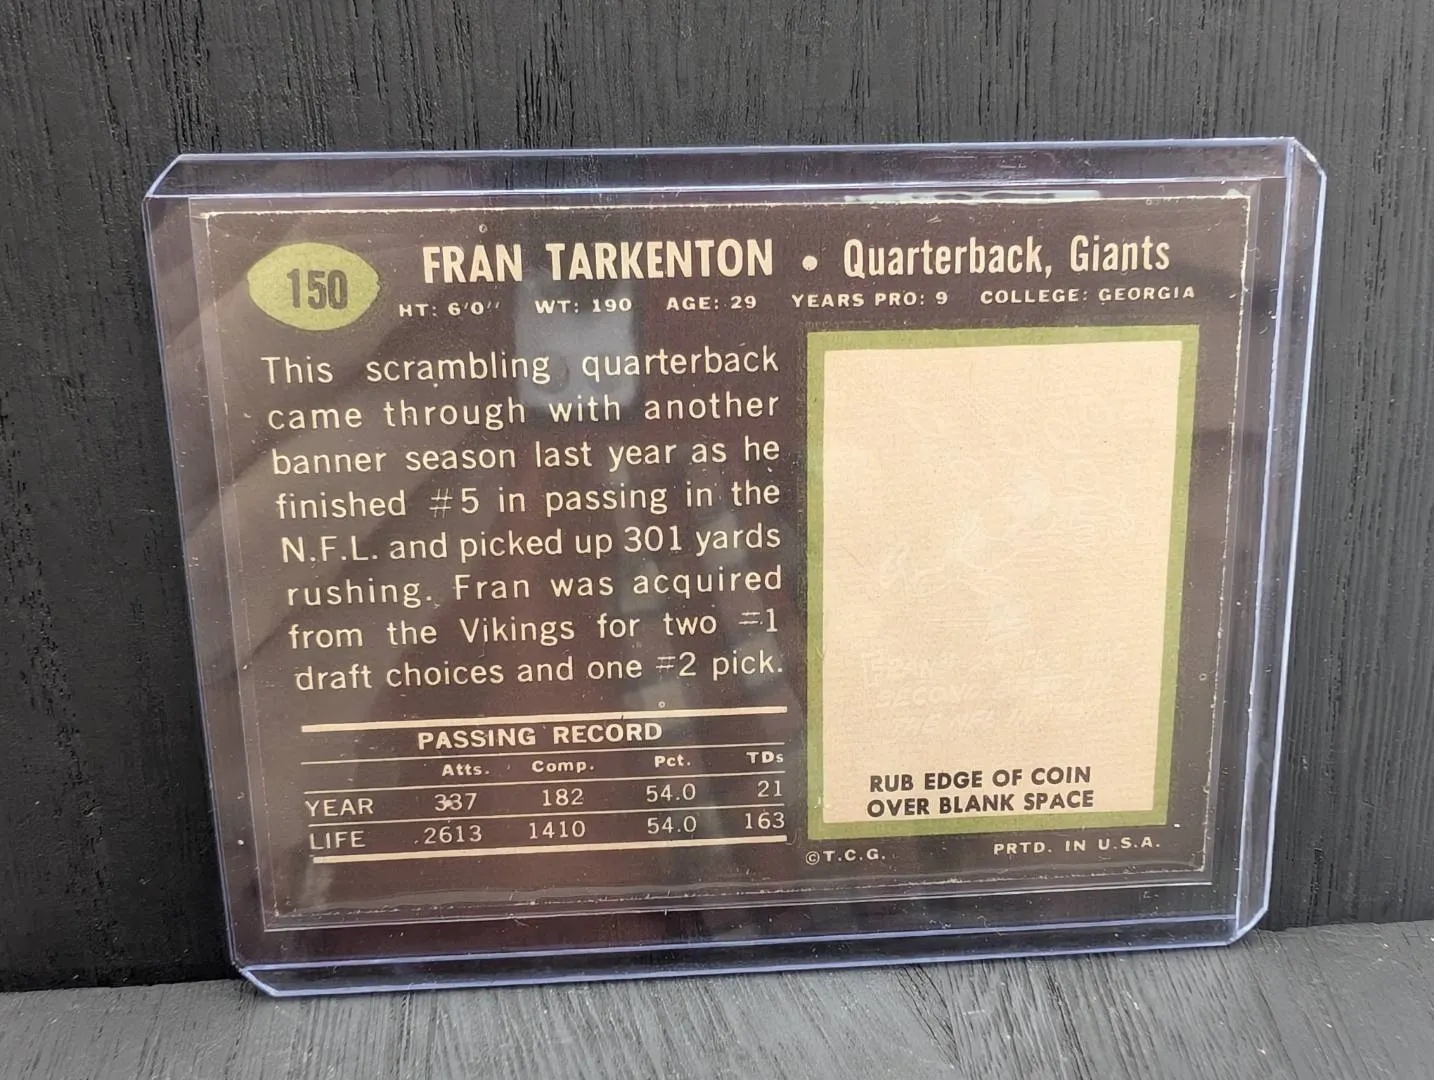 150
FRAN TARKENTON • Quarterback, Giants
HT: 6'0'' WT: 190 AGE: 29 YEARS PRO: 9 COLLEGE: GEORGIA
This scrambling quarterback
came through with another
banner season last year as he
finished #5 in passing in the
N.F.L. and picked up 301 yards
rushing. Fran was acquired
from the Vikings for two #1
draft choices and one #2 pick.
PASSING RECORD
Atts. Comp. Pct. TDs
YEAR 337 182 54.0 21
LIFE 2613 1410 54.0 163
SECOND
RUB EDGE OF COIN
OVER BLANK SPACE
©T.C.G. PRTD. IN U.S.A.